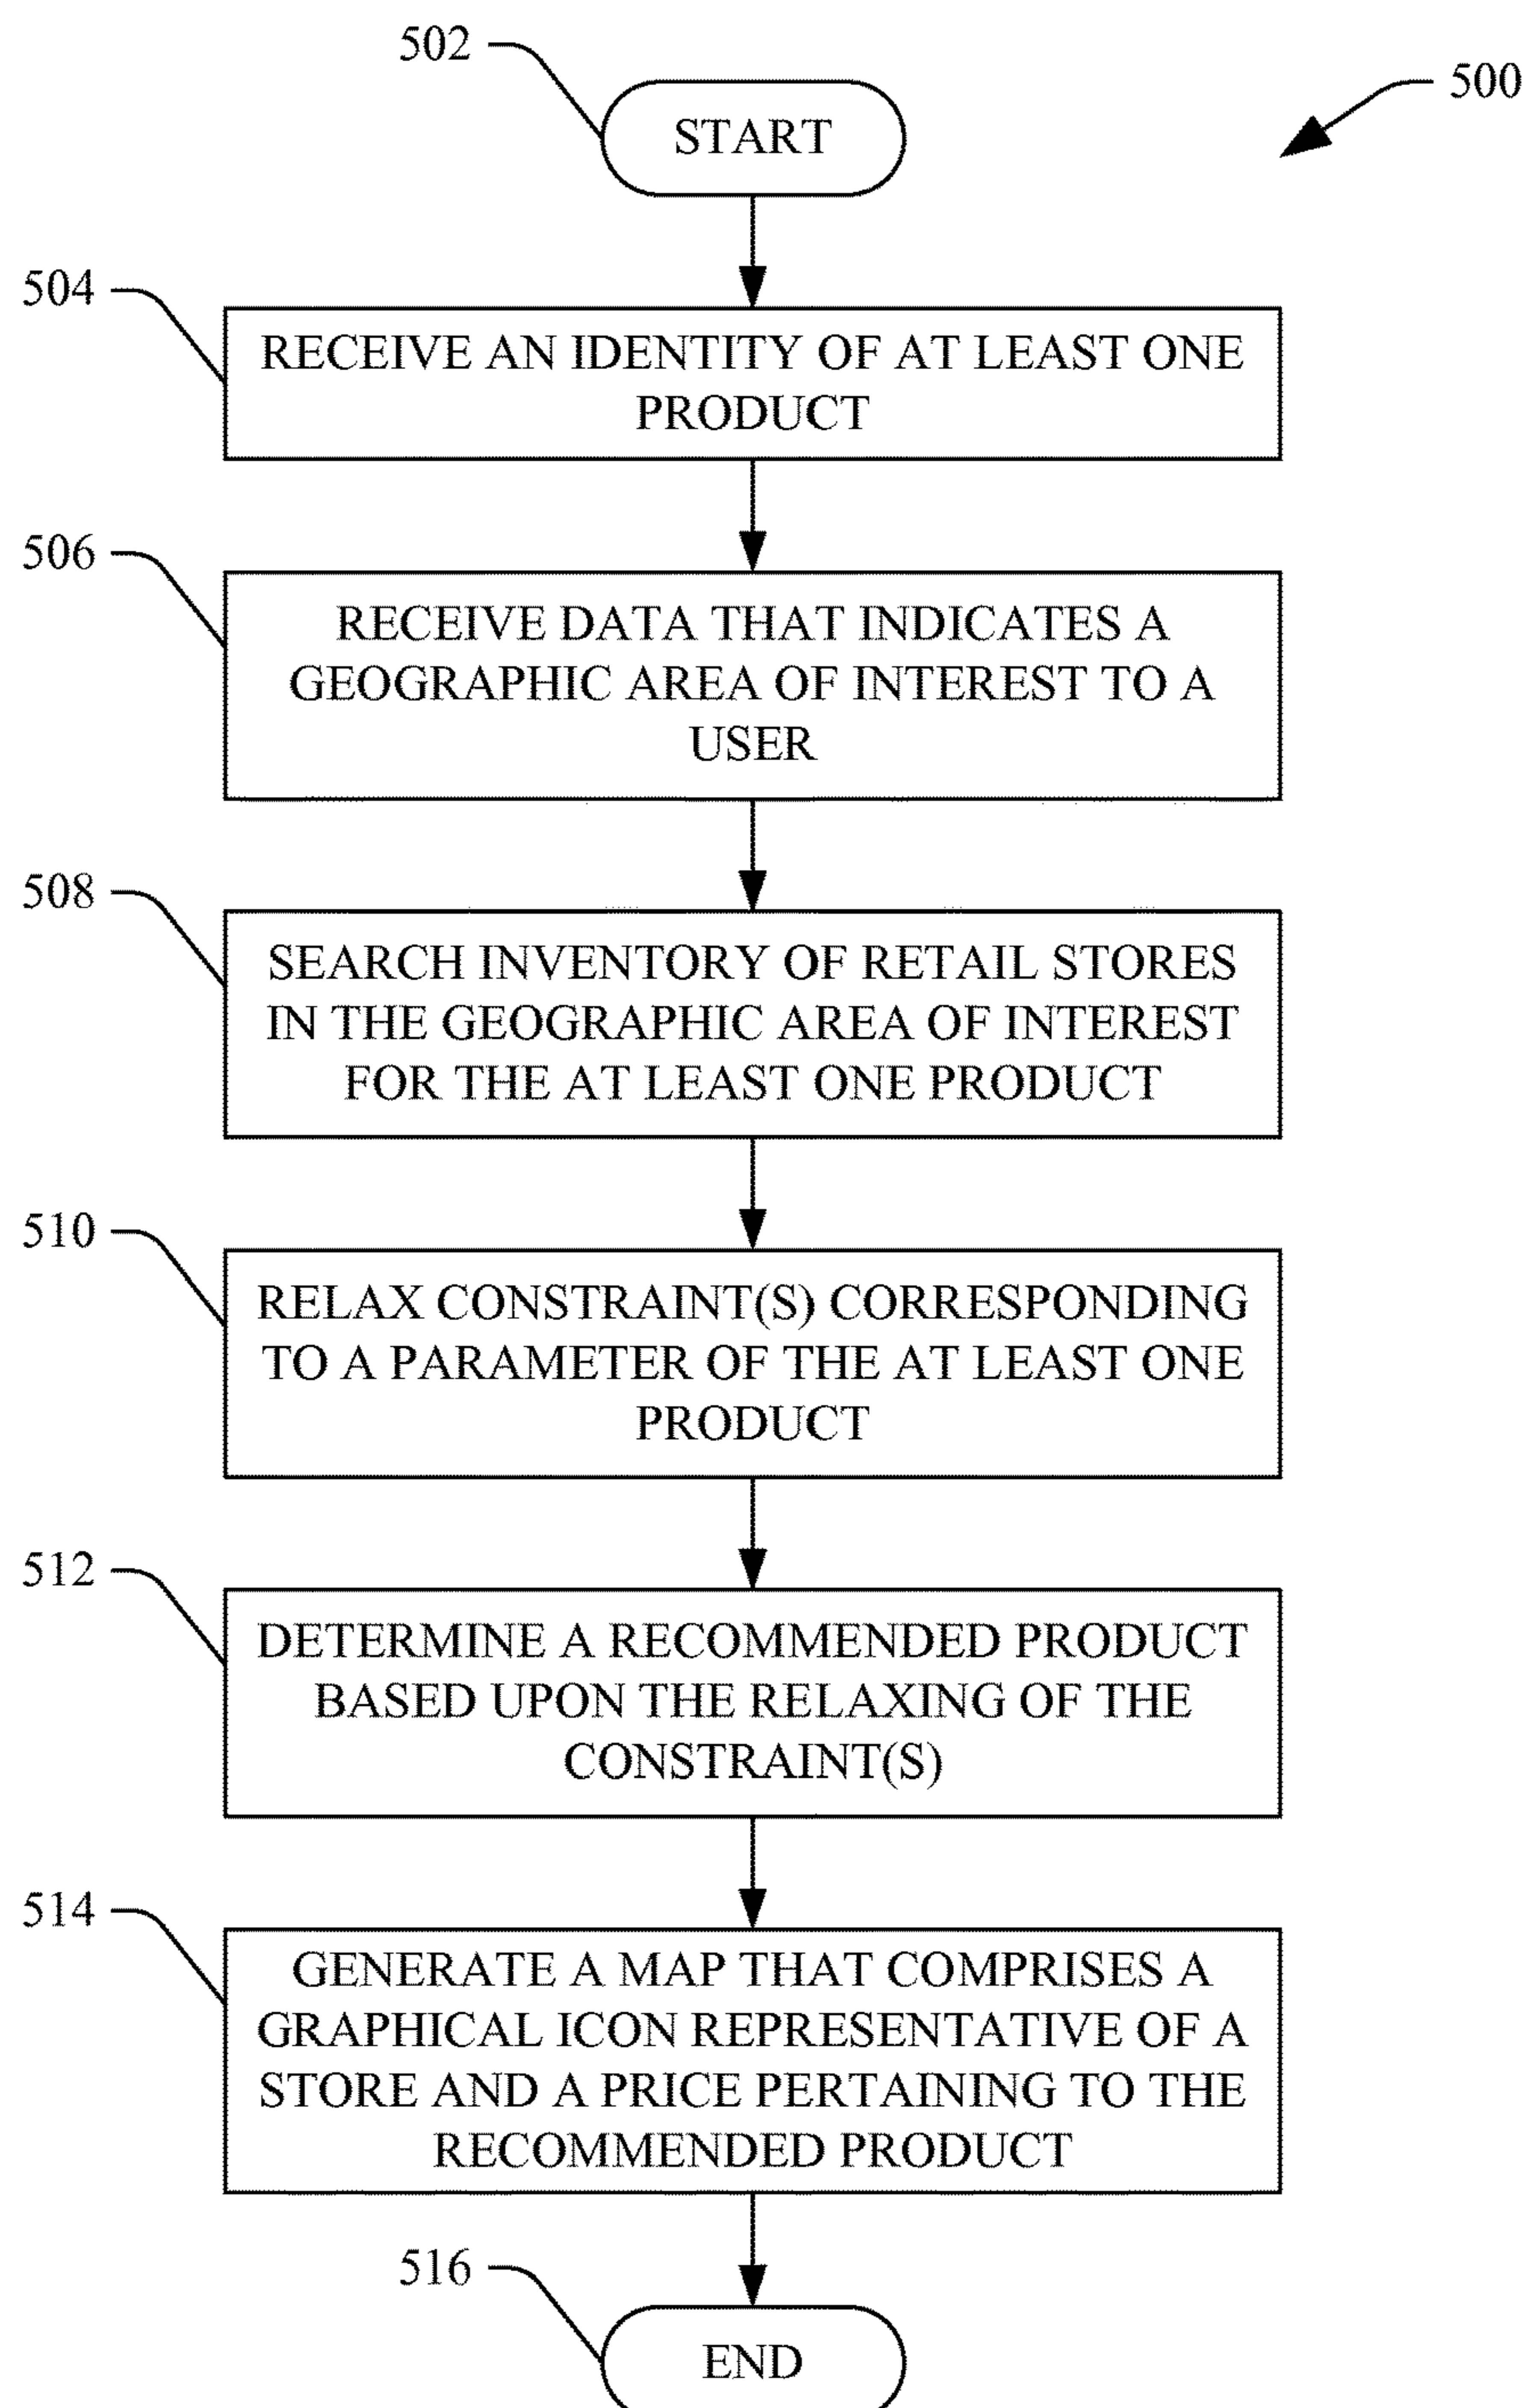 502
500
START
504
RECEIVE AN IDENTITY OF AT LEAST ONE
PRODUCT
506
RECEIVE DATA THAT INDICATES A
GEOGRAPHIC AREA OF INTEREST TO A
USER
508
SEARCH INVENTORY OF RETAIL STORES
IN THE GEOGRAPHIC AREA OF INTEREST
FOR THE AT LEAST ONE PRODUCT
510
RELAX CONSTRAINT(S) CORRESPONDING
TO A PARAMETER OF THE AT LEAST ONE
PRODUCT
512
DETERMINE A RECOMMENDED PRODUCT
BASED UPON THE RELAXING OF THE
CONSTRAINT(S)
514
GENERATE A MAP THAT COMPRISES A
GRAPHICAL ICON REPRESENTATIVE OF A
STORE AND A PRICE PERTAINING TO THE
RECOMMENDED PRODUCT
516
END